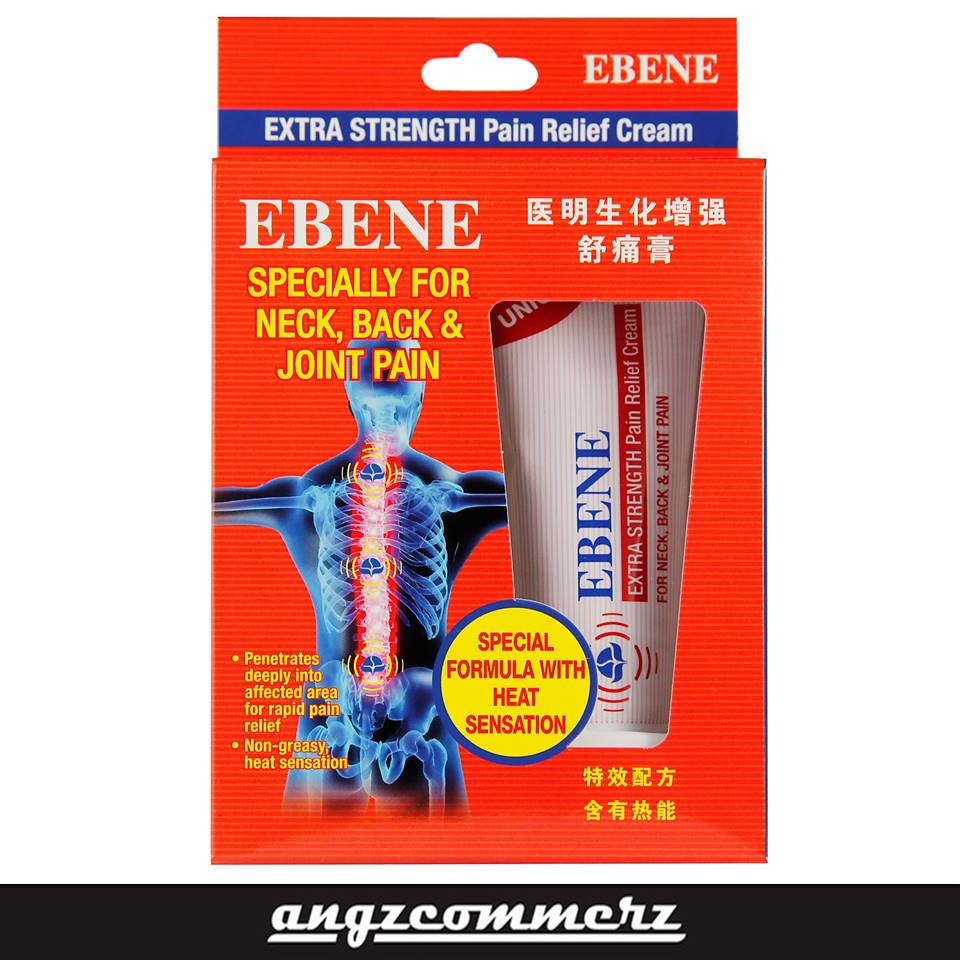 EBENE
EXTRA STRENGTH Pain Relief Cream
EBENE
SPECIALLY FOR
NECK, BACK &
JOINT PAIN
医明生化增强
舒痛膏
EBENE
EXTRA STRENGTH Pain Relief Cream
FOR NECK, BACK & JOINT PAIN
• Penetrates
deeply into
affected area
for rapid pain
relief
• Non-greasy,
heat sensation
SPECIAL
FORMULA WITH
HEAT
SENSATION
特效配方
含有热能
angzcommerz